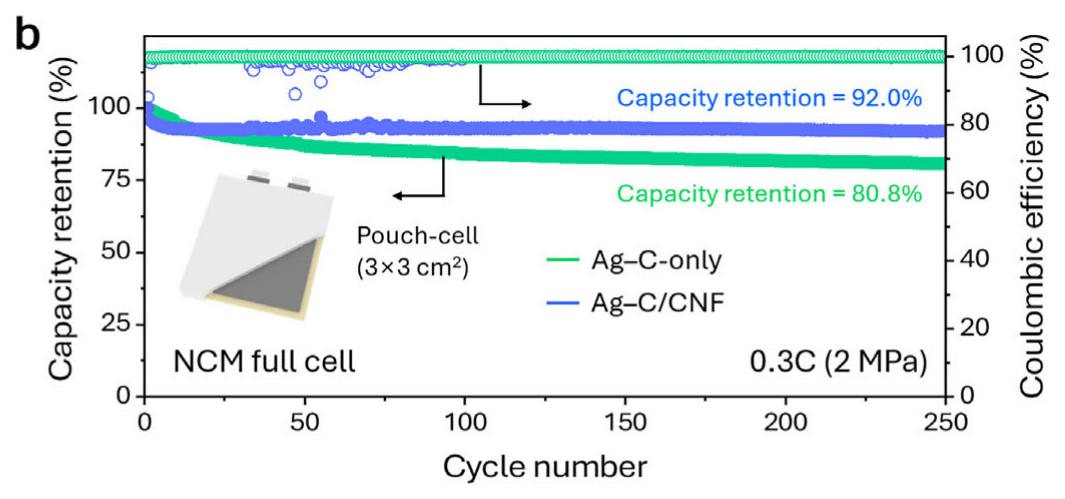 b
Capacity retention (%)
100
75
50
25
0
Coulombic efficiency (%)
100
80
60
40
20
0
Capacity retention = 92.0%
Capacity retention = 80.8%
Pouch-cell
(3×3 cm²)
Ag–C-only
Ag–C/CNF
NCM full cell
0.3C (2 MPa)
0 50 100 150 200 250
Cycle number